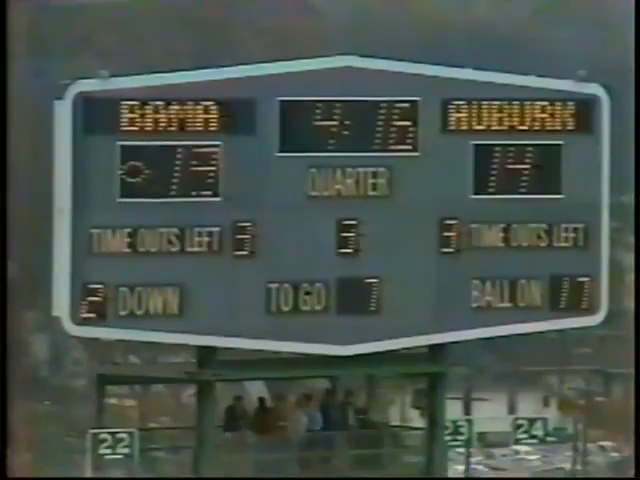 BAMA 4:16 AUBURN
13 QUARTER 14
TIME OUTS LEFT 3 3 3 TIME OUTS LEFT
2 DOWN TO GO 7 BALL ON 17
22 23 24